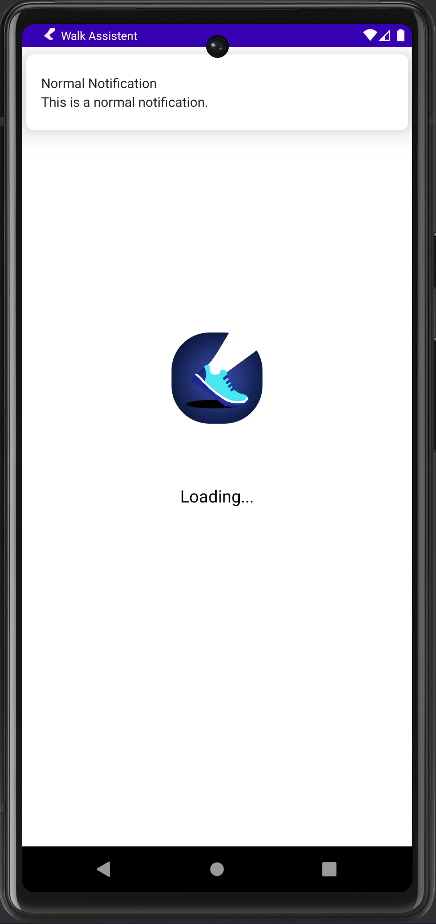 Walk Assistent
Normal Notification
This is a normal notification.
Loading...